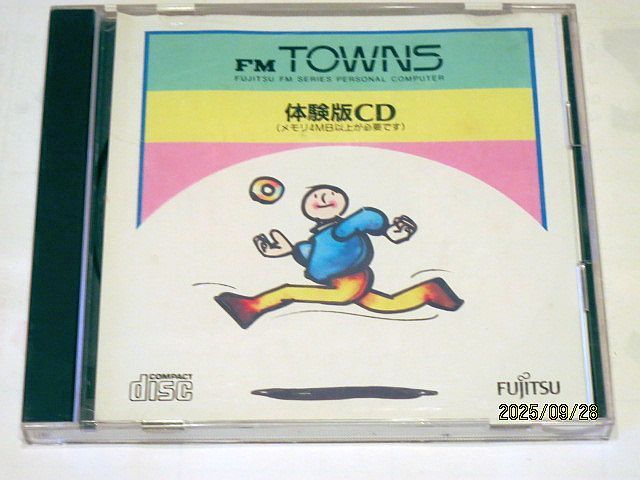 FM TOWNS
FUJITSU FM SERIES PERSONAL COMPUTER
体験版CD
(メモリ4MB以上が必要です)
COMPACT
disc
FUJITSU
2025/09/28